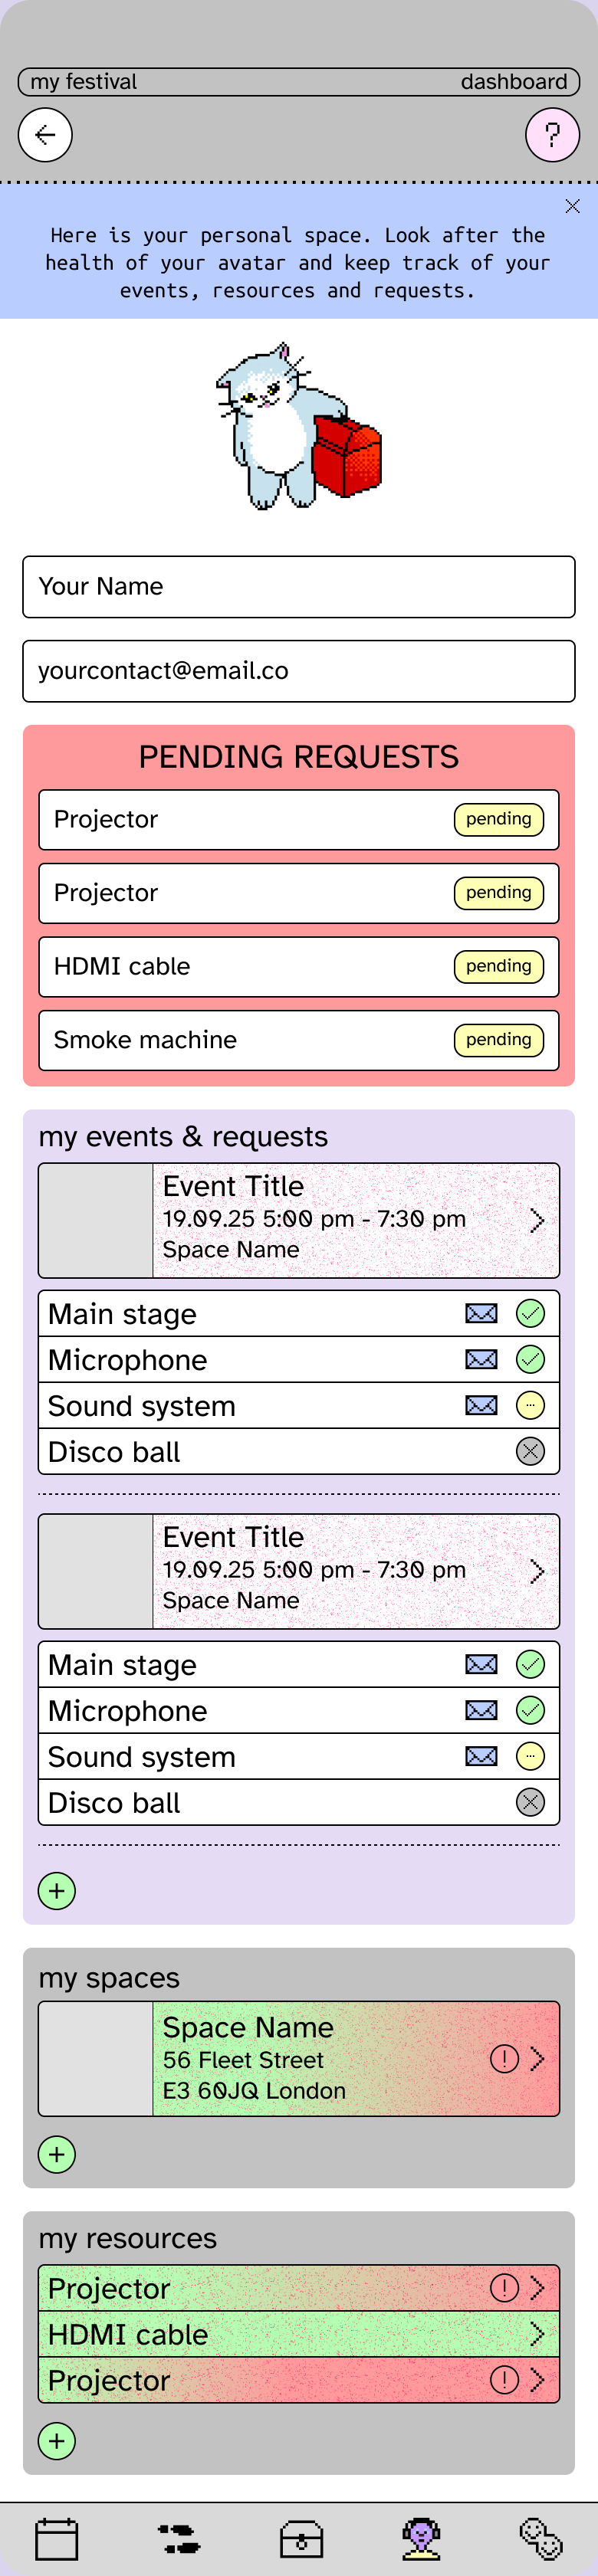 my festival
dashboard
?
Here is your personal space. Look after the
health of your avatar and keep track of your
events, resources and requests.
Your Name
yourcontact@email.co
PENDING REQUESTS
Projector
pending
Projector
pending
HDMI cable
pending
Smoke machine
pending
my events & requests
Event Title
19.09.25 5:00 pm - 7:30 pm
Space Name
Main stage
Microphone
Sound system
Disco ball
Event Title
19.09.25 5:00 pm - 7:30 pm
Space Name
Main stage
Microphone
Sound system
Disco ball
my spaces
Space Name
56 Fleet Street
E3 60JQ London
my resources
Projector
HDMI cable
Projector